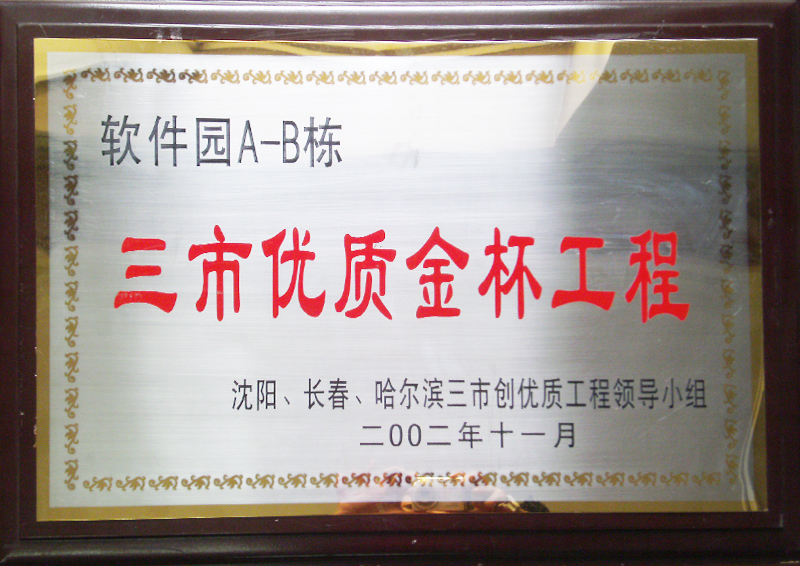 软件园A-B栋
三市优质金杯工程
沈阳、长春、哈尔滨三市创优质工程领导小组
二00二年十一月